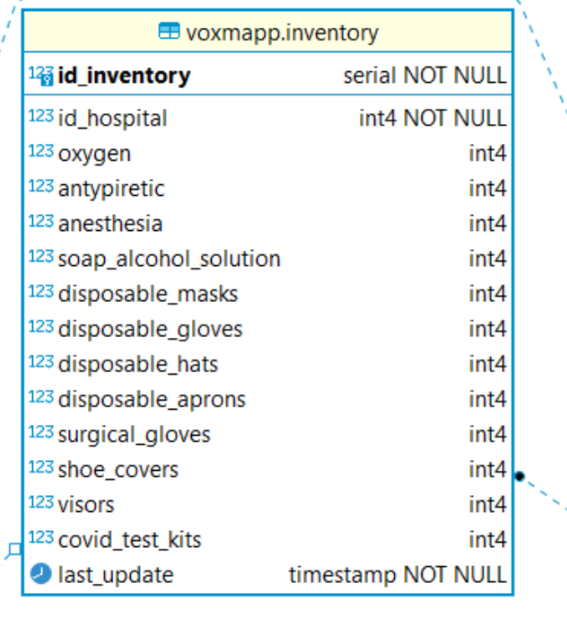 voxmapp.inventory
123 id_inventory serial NOT NULL
123 id_hospital int4 NOT NULL
123 oxygen int4
123 antypiretic int4
123 anesthesia int4
123 soap_alcohol_solution int4
123 disposable_masks int4
123 disposable_gloves int4
123 disposable_hats int4
123 disposable_aprons int4
123 surgical_gloves int4
123 shoe_covers int4
123 visors int4
123 covid_test_kits int4
last_update timestamp NOT NULL